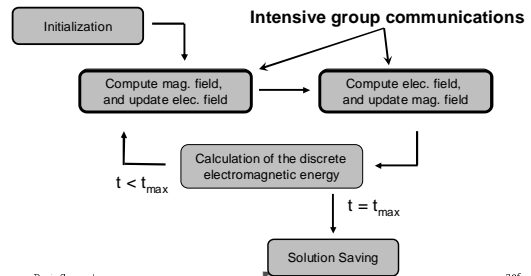 Intensive group communications
Initialization
Compute mag. field,
and update elec. field
Compute elec. field,
and update mag. field
Calculation of the discrete
electromagnetic energy
t < tmax
t = tmax
Solution Saving